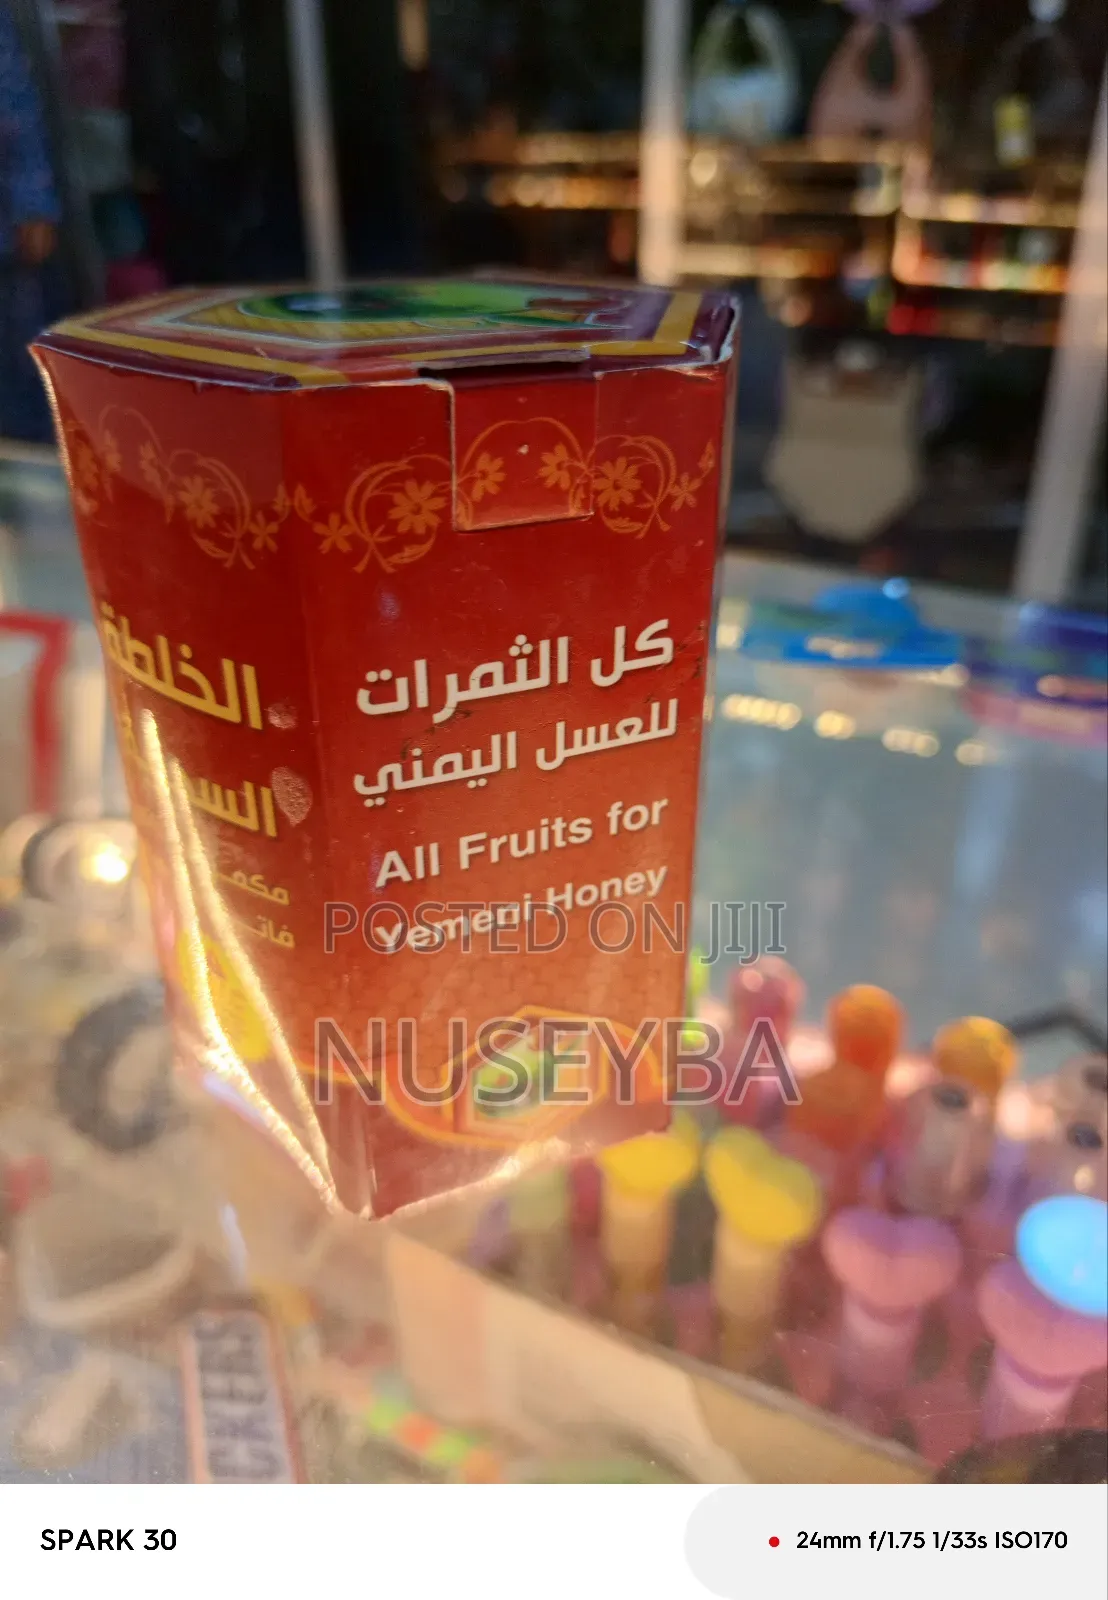 كل الثمرات
للعسل اليمني
All Fruits for
Yemeni Honey
الخلطة
POSTED ON JIJI
NUSEYBA
CKERS
SPARK 30
24mm f/1.75 1/33s ISO170